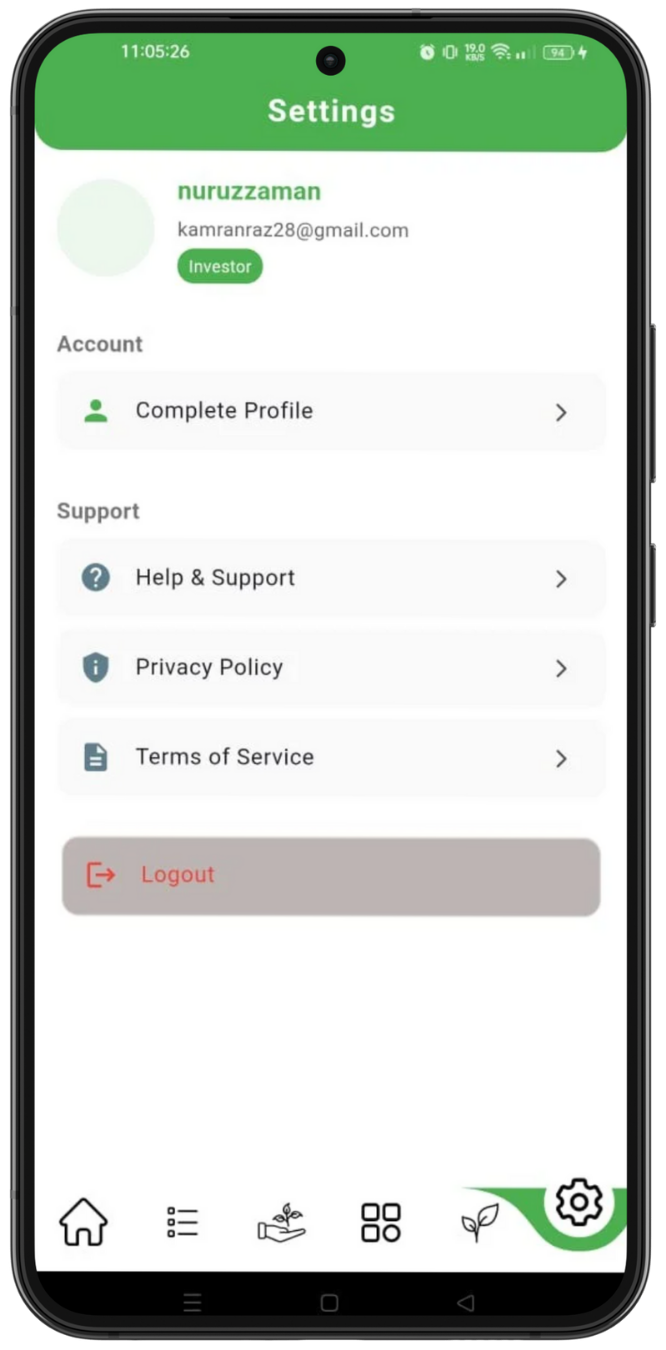 11:05:26
19.0
KB/S
94
Settings
nuruzzaman
kamranraz28@gmail.com
Investor
Account
Complete Profile
Support
Help & Support
Privacy Policy
Terms of Service
Logout